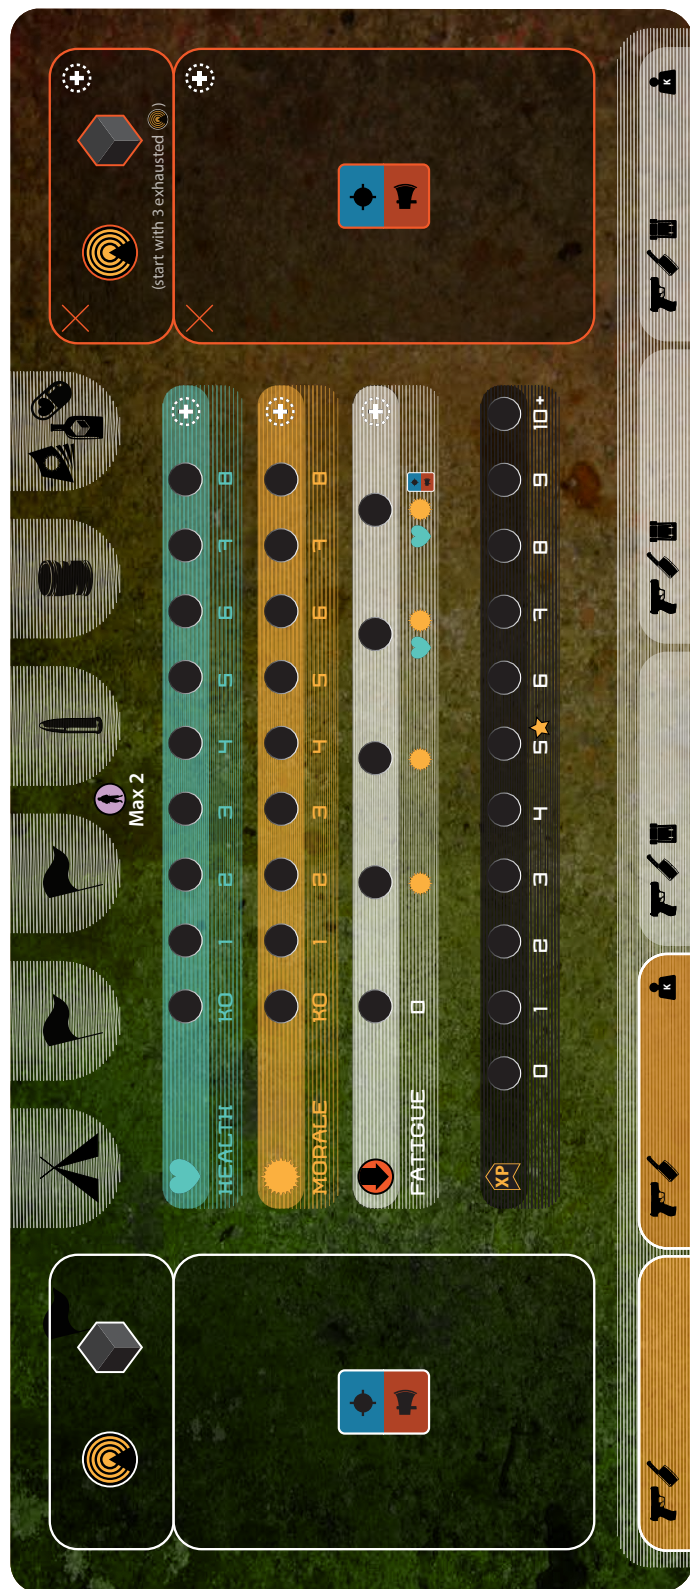 (start with 3 exhausted
Max 2
HEALTH KO 1 2 3 4 5 6 7 8
MORALE KO 1 2 3 4 5 6 7 8
FATIGUE 0
XP 0 1 2 3 4 5 6 7 8 9 10+
K
K